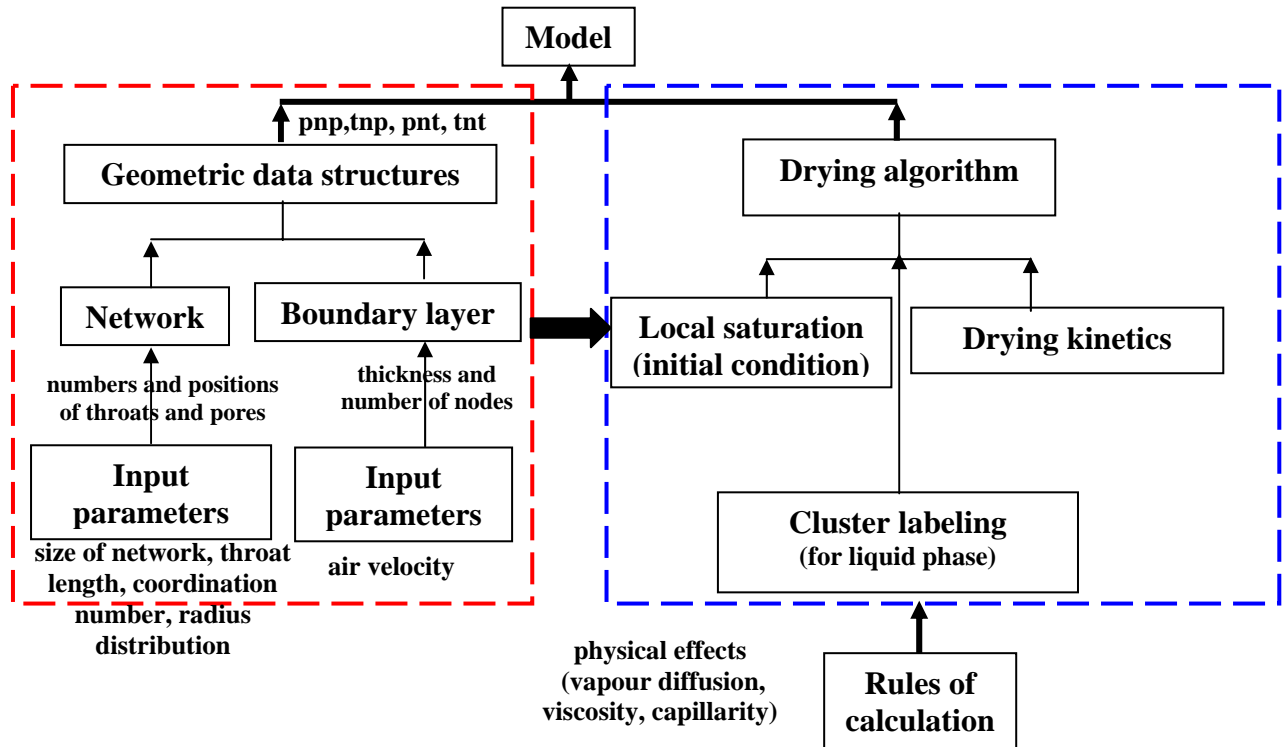 Model
pnp,tnp, pnt, tnt
Geometric data structures
Network
Boundary layer
numbers and positions
of throats and pores
thickness and
number of nodes
Input
parameters
Input
parameters
size of network, throat
length, coordination
number, radius
distribution
air velocity
Drying algorithm
Local saturation
(initial condition)
Drying kinetics
Cluster labeling
(for liquid phase)
physical effects
(vapour diffusion,
viscosity, capillarity)
Rules of
calculation